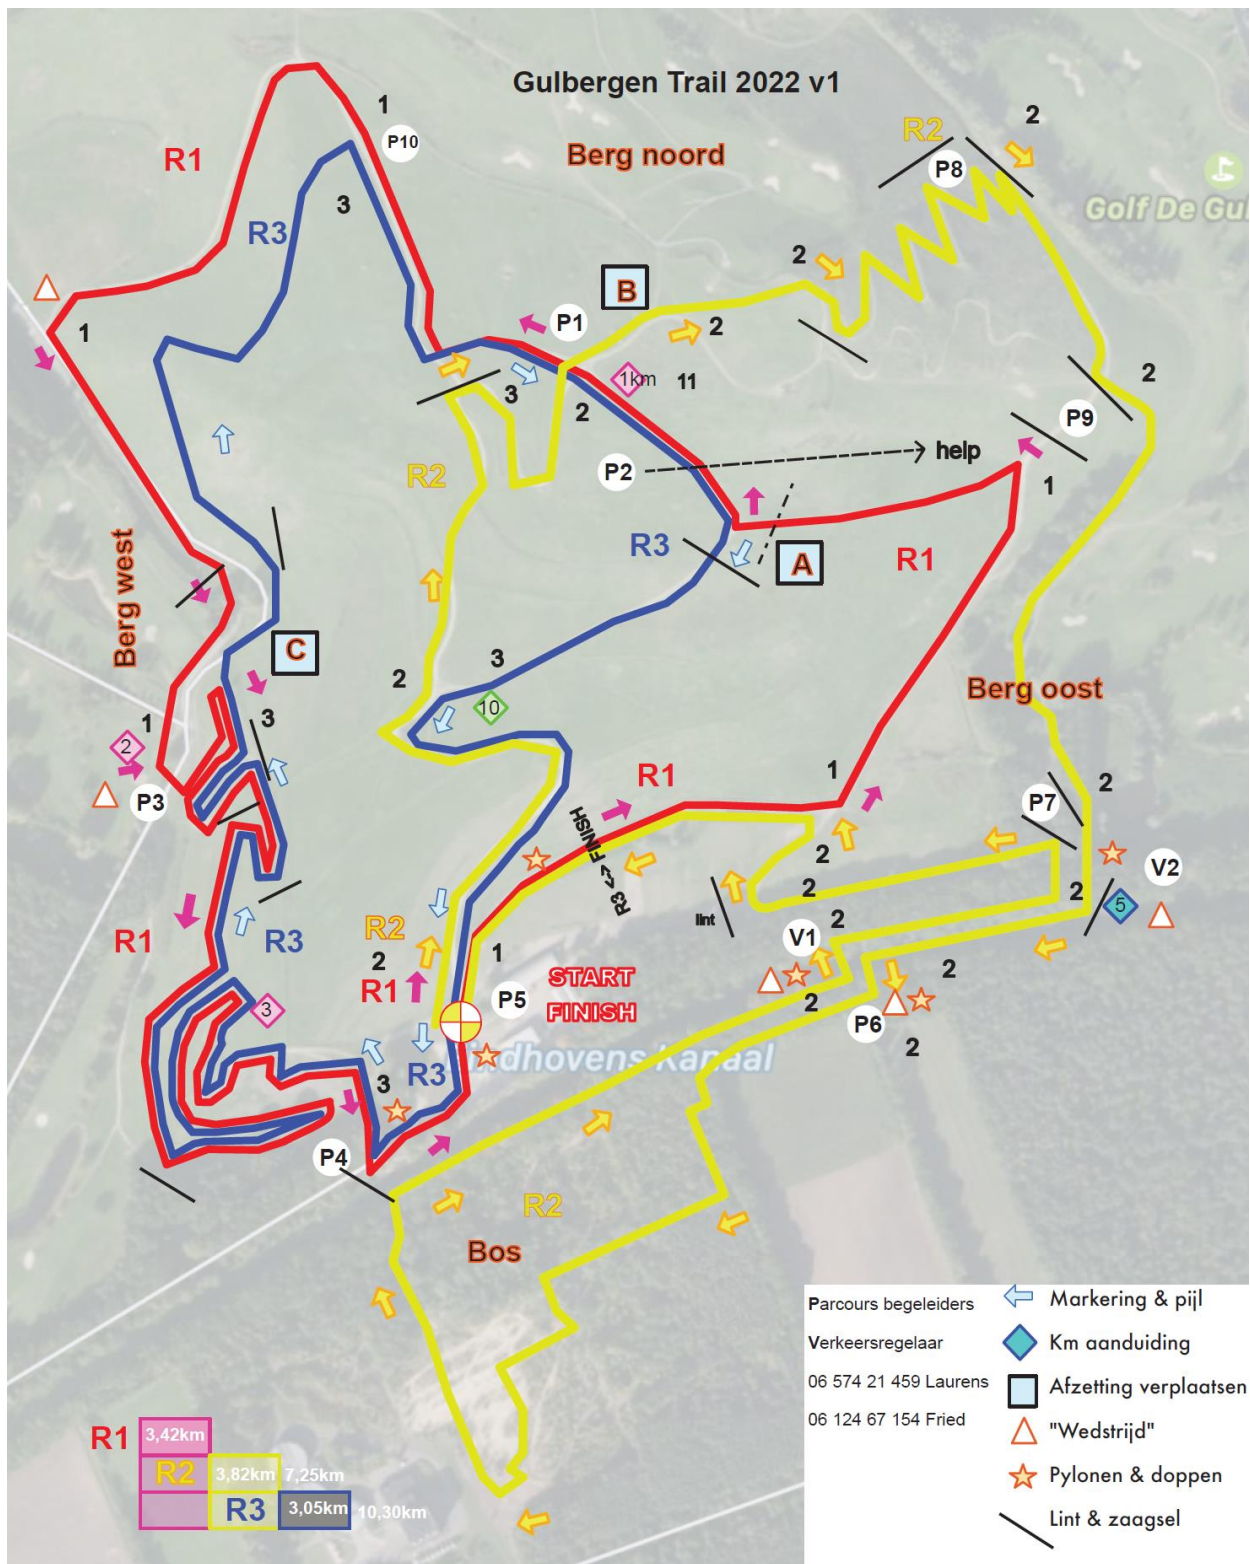 Gulbergen Trail 2022 v1
1
P10
R1
Berg noord
R2
2
P8
Golf De Gul
3
R3
2
B
P1
1
2
2
1km
11
3
2
P9
R2
P2
help
1
R3
A
R1
Berg west
C
3
2
Berg oost
1
3
10
2
P3
R1
1
P7
2
R3 <-> FINISH
2
V2
2
2
5
lint
R1
R3
R2
2
1
2
V1
2
R1
START
FINISH
P5
2
P6
2
3
Eindhovens Kanaal
3
R3
P4
R2
Bos
Parcours begeleiders
Verkeersregelaar
06 574 21 459 Laurens
06 124 67 154 Fried
Markering & pijl
Km aanduiding
Afzetting verplaatsen
"Wedstrijd"
Pylonen & doppen
Lint & zaagsel
R1 3,42km
R2 3,82km 7,25km
R3 3,05km 10,30km